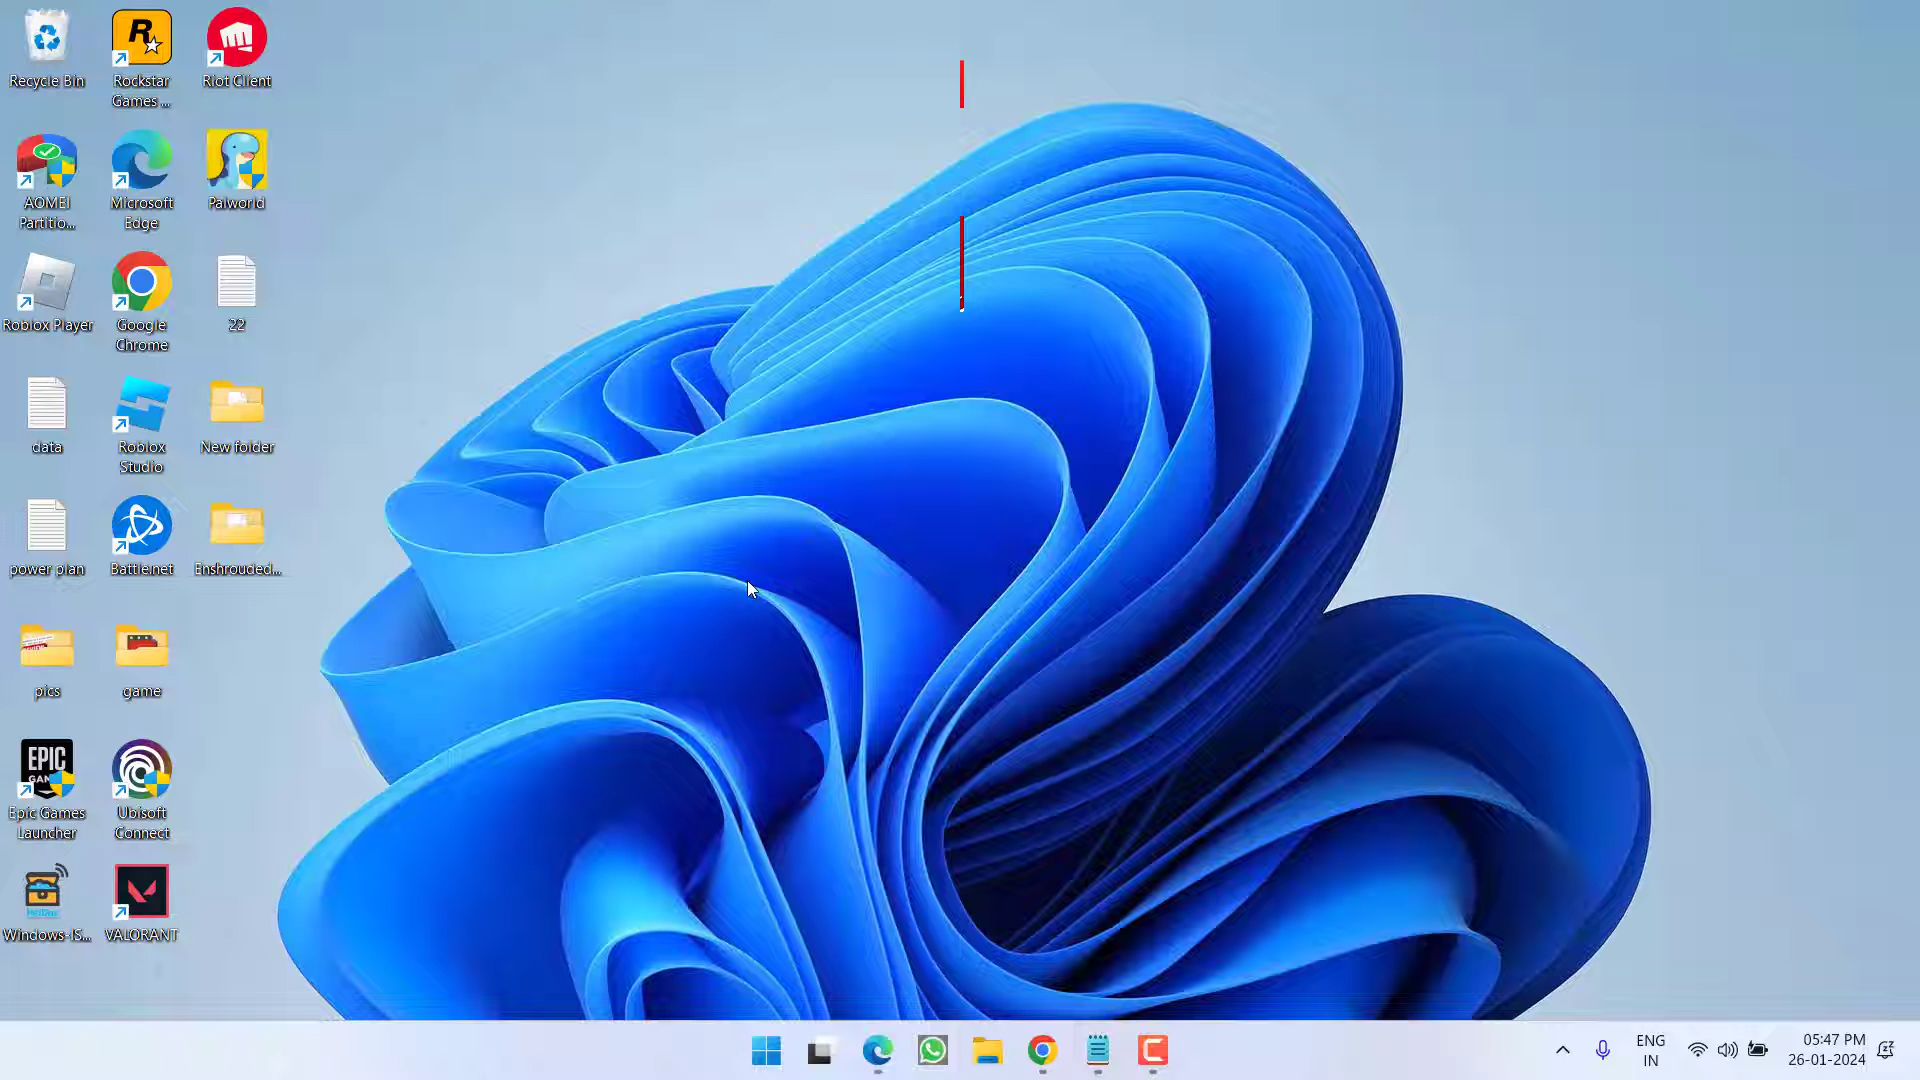 Recycle Bin
Rockstar
Games ...
Riot Client
AOMEI
Partitio...
Microsoft
Edge
Palworld
Roblox Player
Google
Chrome
22
data
Roblox
Studio
New folder
power plan
Battle.net
Enshrouded...
pics
game
EPIC
Epic Games
Launcher
Ubisoft
Connect
Windows-IS...
VALORANT
ENG
IN
05:47 PM
26-01-2024